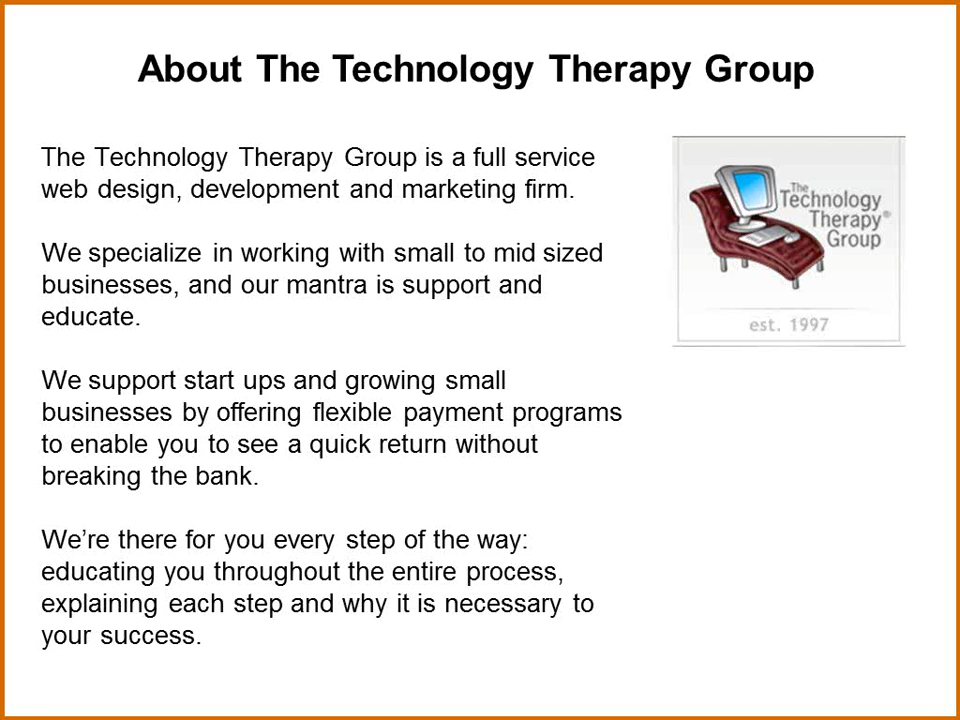 About The Technology Therapy Group
The Technology Therapy Group is a full service
web design, development and marketing firm.
We specialize in working with small to mid sized
businesses, and our mantra is support and
educate.
We support start ups and growing small
businesses by offering flexible payment programs
to enable you to see a quick return without
breaking the bank.
We’re there for you every step of the way:
educating you throughout the entire process,
explaining each step and why it is necessary to
your success.
The
Technology
Therapy®
Group
est. 1997